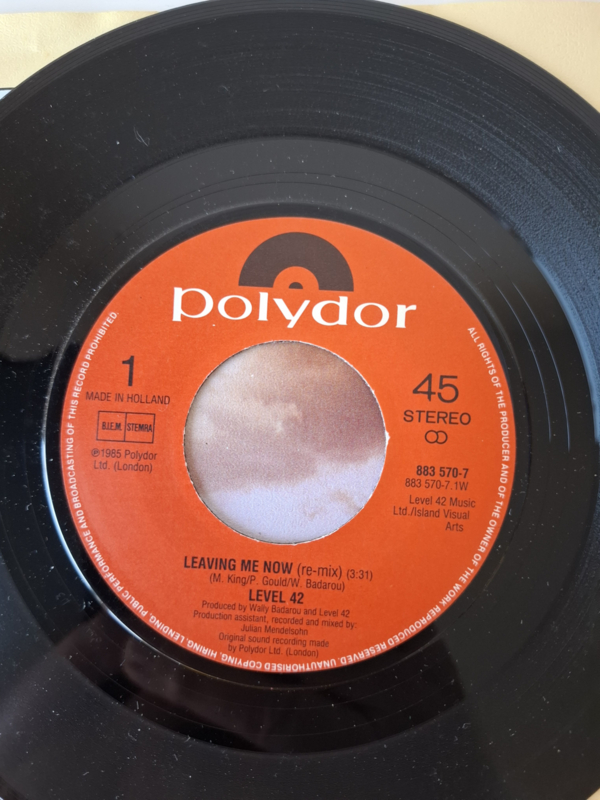 polydor
1
MADE IN HOLLAND
B.I.E.M. STEMRA
℗1985 Polydor
Ltd. (London)
45
STEREO
883 570-7
883 570-7.1W
Level 42 Music
Ltd./Island Visual
Arts
LEAVING ME NOW (re-mix) (3:31)
(M. King/P. Gould/W. Badarou)
LEVEL 42
Produced by Wally Badarou and Level 42
Production assistant, recorded and mixed by:
Julian Mendelsohn
Original sound recording made
by Polydor Ltd. (London)
ALL RIGHTS OF THE PRODUCER AND OF THE OWNER OF THE WORK REPRODUCED RESERVED. UNAUTHORISED COPYING, HIRING, LENDING, PUBLIC PERFORMANCE AND BROADCASTING OF THIS RECORD PROHIBITED.